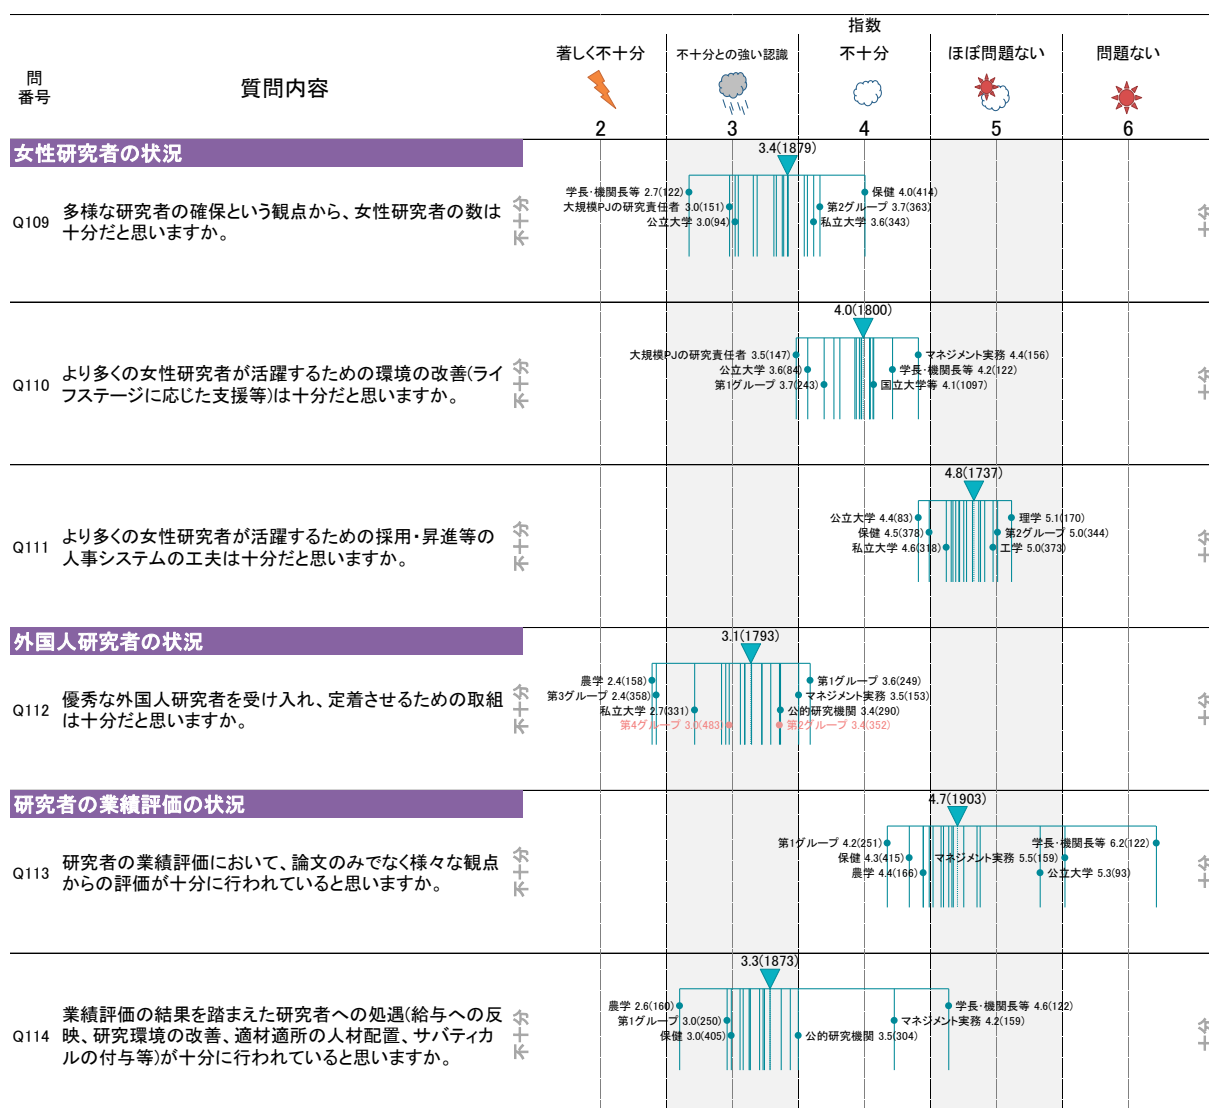 指数
著しく不十分
不十分との強い認識
不十分
ほぼ問題ない
問題ない
問
番号
質問内容
2 3 4 5 6
女性研究者の状況
3.4(1879)
Q109
多様な研究者の確保という観点から、女性研究者の数は
十分だと思いますか。
不十分
学長・機関長等 2.7(122)
大規模PJの研究責任者 3.0(151)
公立大学 3.0(94)
保健 4.0(414)
第2グループ 3.7(363)
私立大学 3.6(343)
十分
4.0(1800)
Q110
より多くの女性研究者が活躍するための環境の改善(ライ
フステージに応じた支援等)は十分だと思いますか。
不十分
大規模PJの研究責任者 3.5(147)
公立大学 3.6(84)
第1グループ 3.7(243)
マネジメント実務 4.4(156)
学長・機関長等 4.2(122)
国立大学等 4.1(1097)
十分
4.8(1737)
Q111
より多くの女性研究者が活躍するための採用・昇進等の
人事システムの工夫は十分だと思いますか。
不十分
公立大学 4.4(83)
保健 4.5(378)
私立大学 4.6(318)
理学 5.1(170)
第2グループ 5.0(344)
工学 5.0(373)
十分
外国人研究者の状況
3.1(1793)
Q112
優秀な外国人研究者を受け入れ、定着させるための取組
は十分だと思いますか。
不十分
農学 2.4(158)
第3グループ 2.4(358)
私立大学 2.7(331)
第4グループ 3.0(483)
第1グループ 3.6(249)
マネジメント実務 3.5(153)
公的研究機関 3.4(290)
第2グループ 3.4(352)
十分
研究者の業績評価の状況
4.7(1903)
Q113
研究者の業績評価において、論文のみでなく様々な観点
からの評価が十分に行われていると思いますか。
不十分
第1グループ 4.2(251)
保健 4.3(415)
農学 4.4(166)
学長・機関長等 6.2(122)
マネジメント実務 5.5(159)
公立大学 5.3(93)
十分
3.3(1873)
Q114
業績評価の結果を踏まえた研究者への処遇(給与への反
映、研究環境の改善、適材適所の人材配置、サバティカ
ルの付与等)が十分に行われていると思いますか。
不十分
農学 2.6(160)
第1グループ 3.0(250)
保健 3.0(405)
学長・機関長等 4.6(122)
マネジメント実務 4.2(159)
公的研究機関 3.5(304)
十分